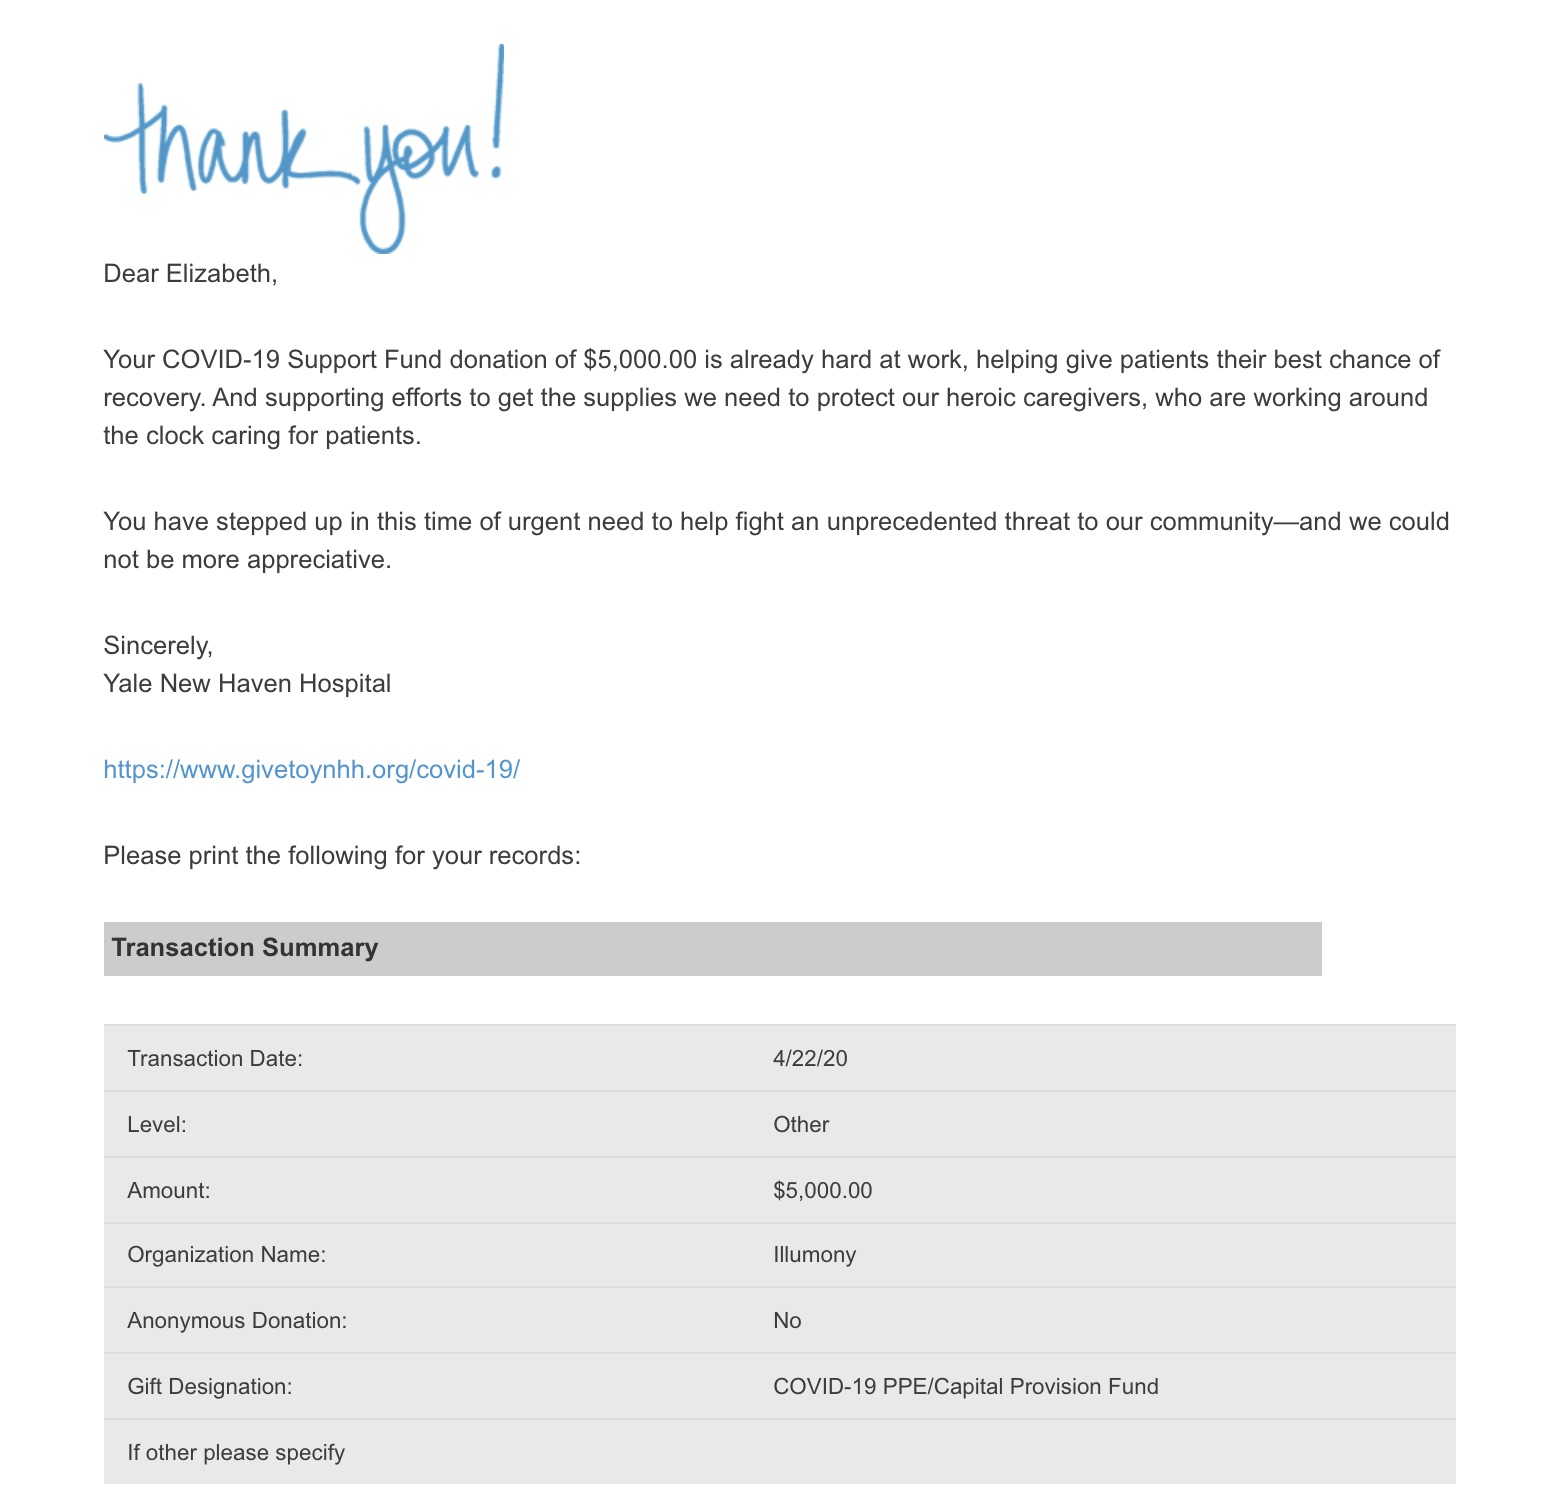 thank you!
Dear Elizabeth,
Your COVID-19 Support Fund donation of $5,000.00 is already hard at work, helping give patients their best chance of
recovery. And supporting efforts to get the supplies we need to protect our heroic caregivers, who are working around
the clock caring for patients.
You have stepped up in this time of urgent need to help fight an unprecedented threat to our community—and we could
not be more appreciative.
Sincerely,
Yale New Haven Hospital
https://www.givetoynhh.org/covid-19/
Please print the following for your records:
Transaction Summary
Transaction Date: 4/22/20
Level: Other
Amount: $5,000.00
Organization Name: Illumony
Anonymous Donation: No
Gift Designation: COVID-19 PPE/Capital Provision Fund
If other please specify